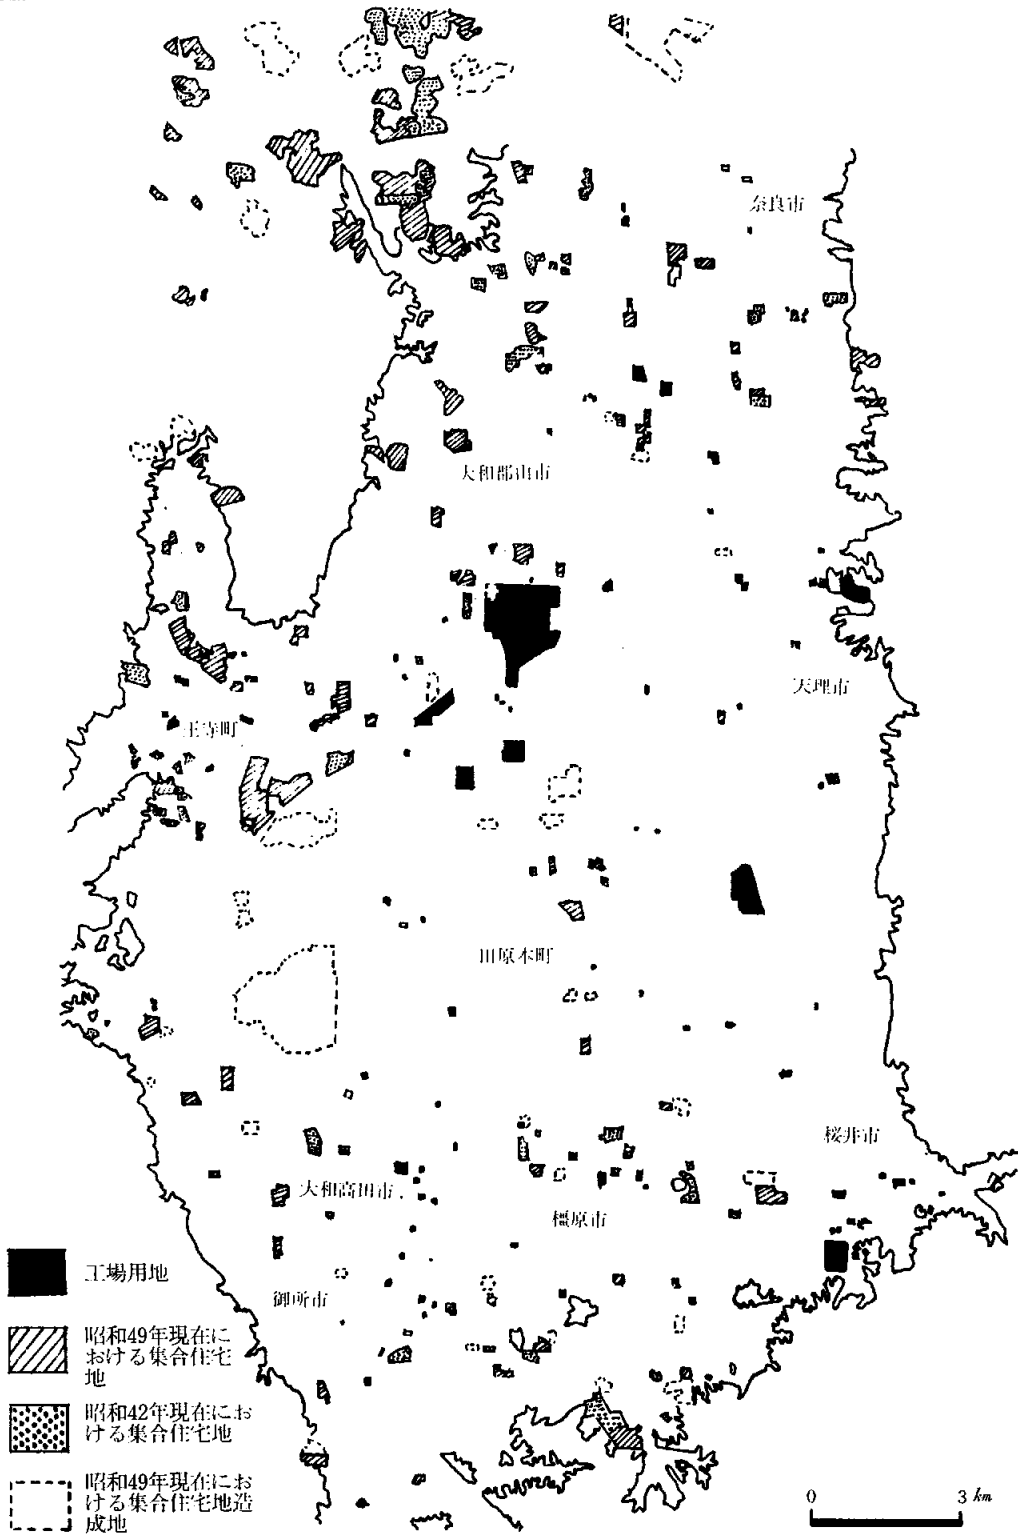 奈良市
大和郡山市
天理市
王寺町
田原本町
桜井市
大和高田市
橿原市
御所市
工場用地
昭和49年現在に
おける集合住宅
地
昭和42年現在にお
ける集合住宅地
昭和49年現在にお
ける集合住宅地造
成地
0 3 km